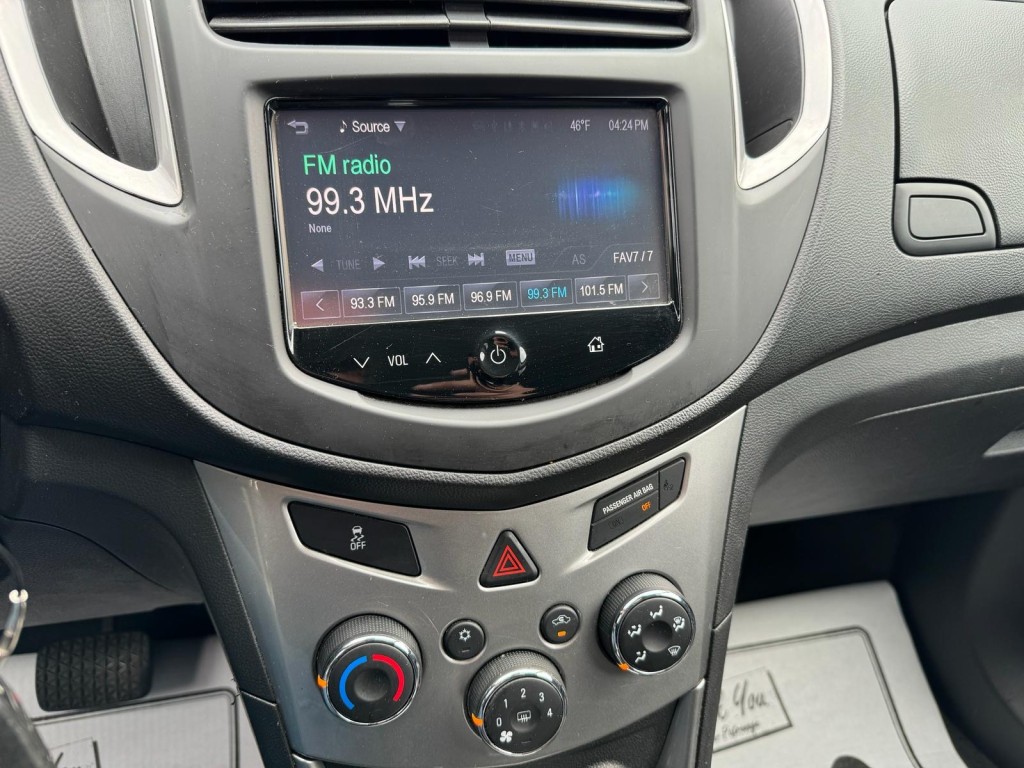 Source 46°F 04:24 PM
FM radio
99.3 MHz
None
TUNE SEEK MENU AS FAV7 / 7
93.3 FM 95.9 FM 96.9 FM 99.3 FM 101.5 FM
VOL
PASSENGER AIR BAG
OFF
OFF
0 1 2 3 4
You